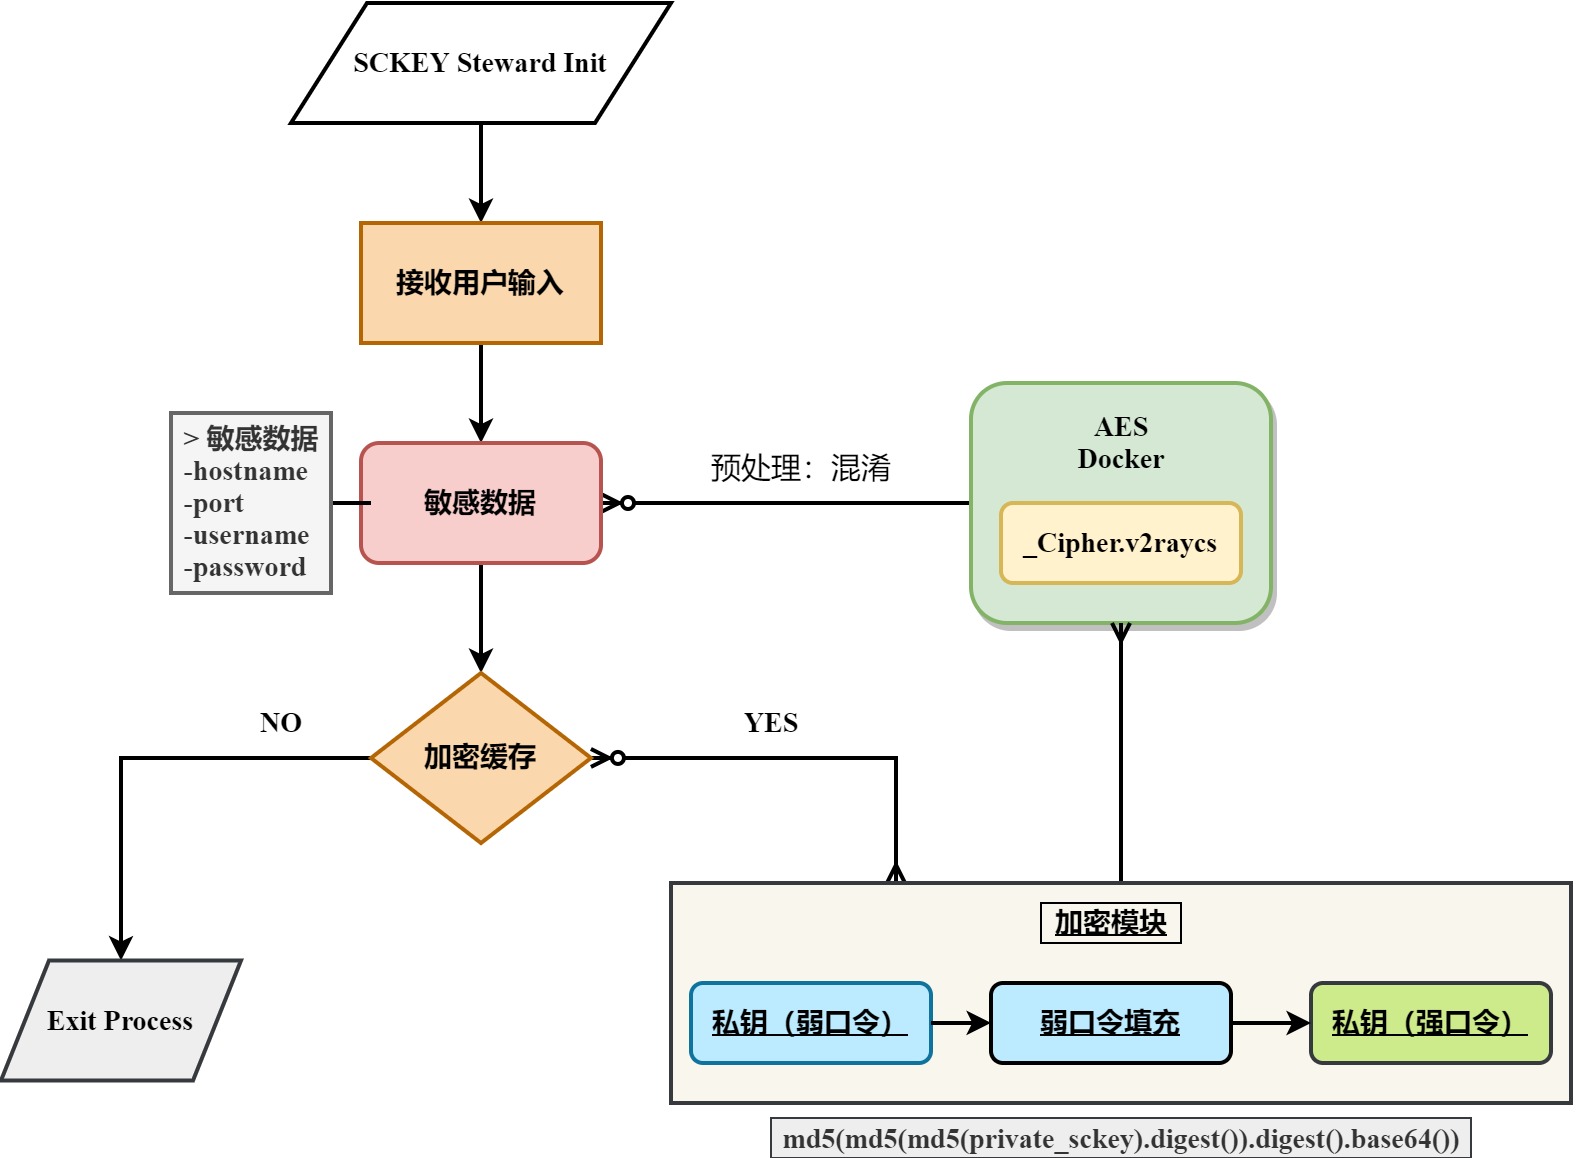 SCKEY Steward Init
接收用户输入
> 敏感数据
-hostname
-port
-username
-password
敏感数据
预处理：混淆
AES
Docker
_Cipher.v2raycs
NO
加密缓存
YES
加密模块
Exit Process
私钥（弱口令）
弱口令填充
私钥（强口令）
md5(md5(md5(private_sckey).digest()).digest().base64())